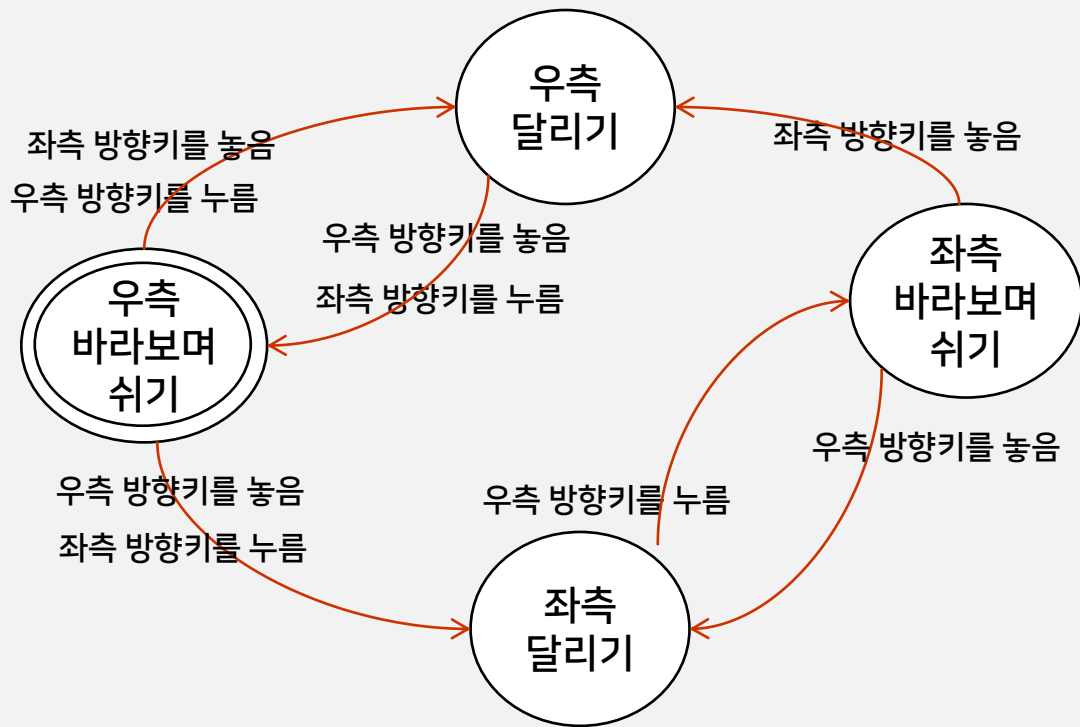 우측
달리기
좌측 방향키를 놓음
우측 방향키를 누름
좌측 방향키를 놓음
우측 방향키를 놓음
좌측 방향키를 누름
우측
바라보며
쉬기
좌측
바라보며
쉬기
우측 방향키를 놓음
좌측 방향키를 누름
우측 방향키를 누름
우측 방향키를 놓음
좌측
달리기